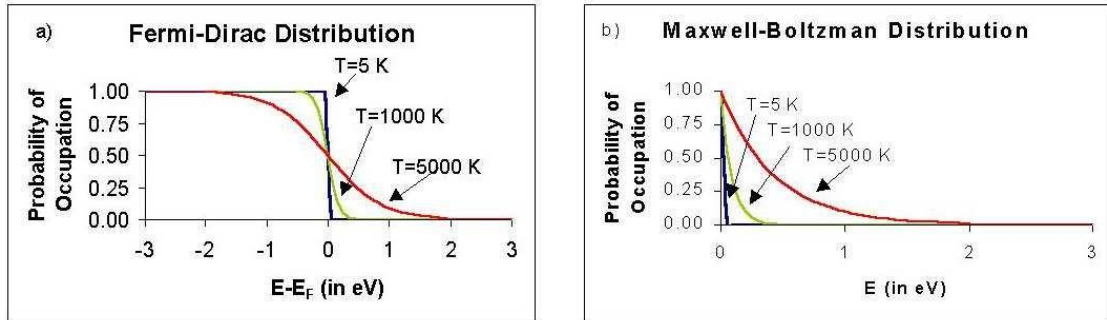 a) Fermi-Dirac Distribution
T=5 K
T=1000 K
T=5000 K
Probability of
Occupation
1.00
0.75
0.50
0.25
0.00
-3 -2 -1 0 1 2 3
E-EF (in eV)
b) Maxwell-Boltzman Distribution
T=5 K
T=1000 K
T=5000 K
Probability of
Occupation
1.00
0.75
0.50
0.25
0.00
0 1 2 3
E (in eV)